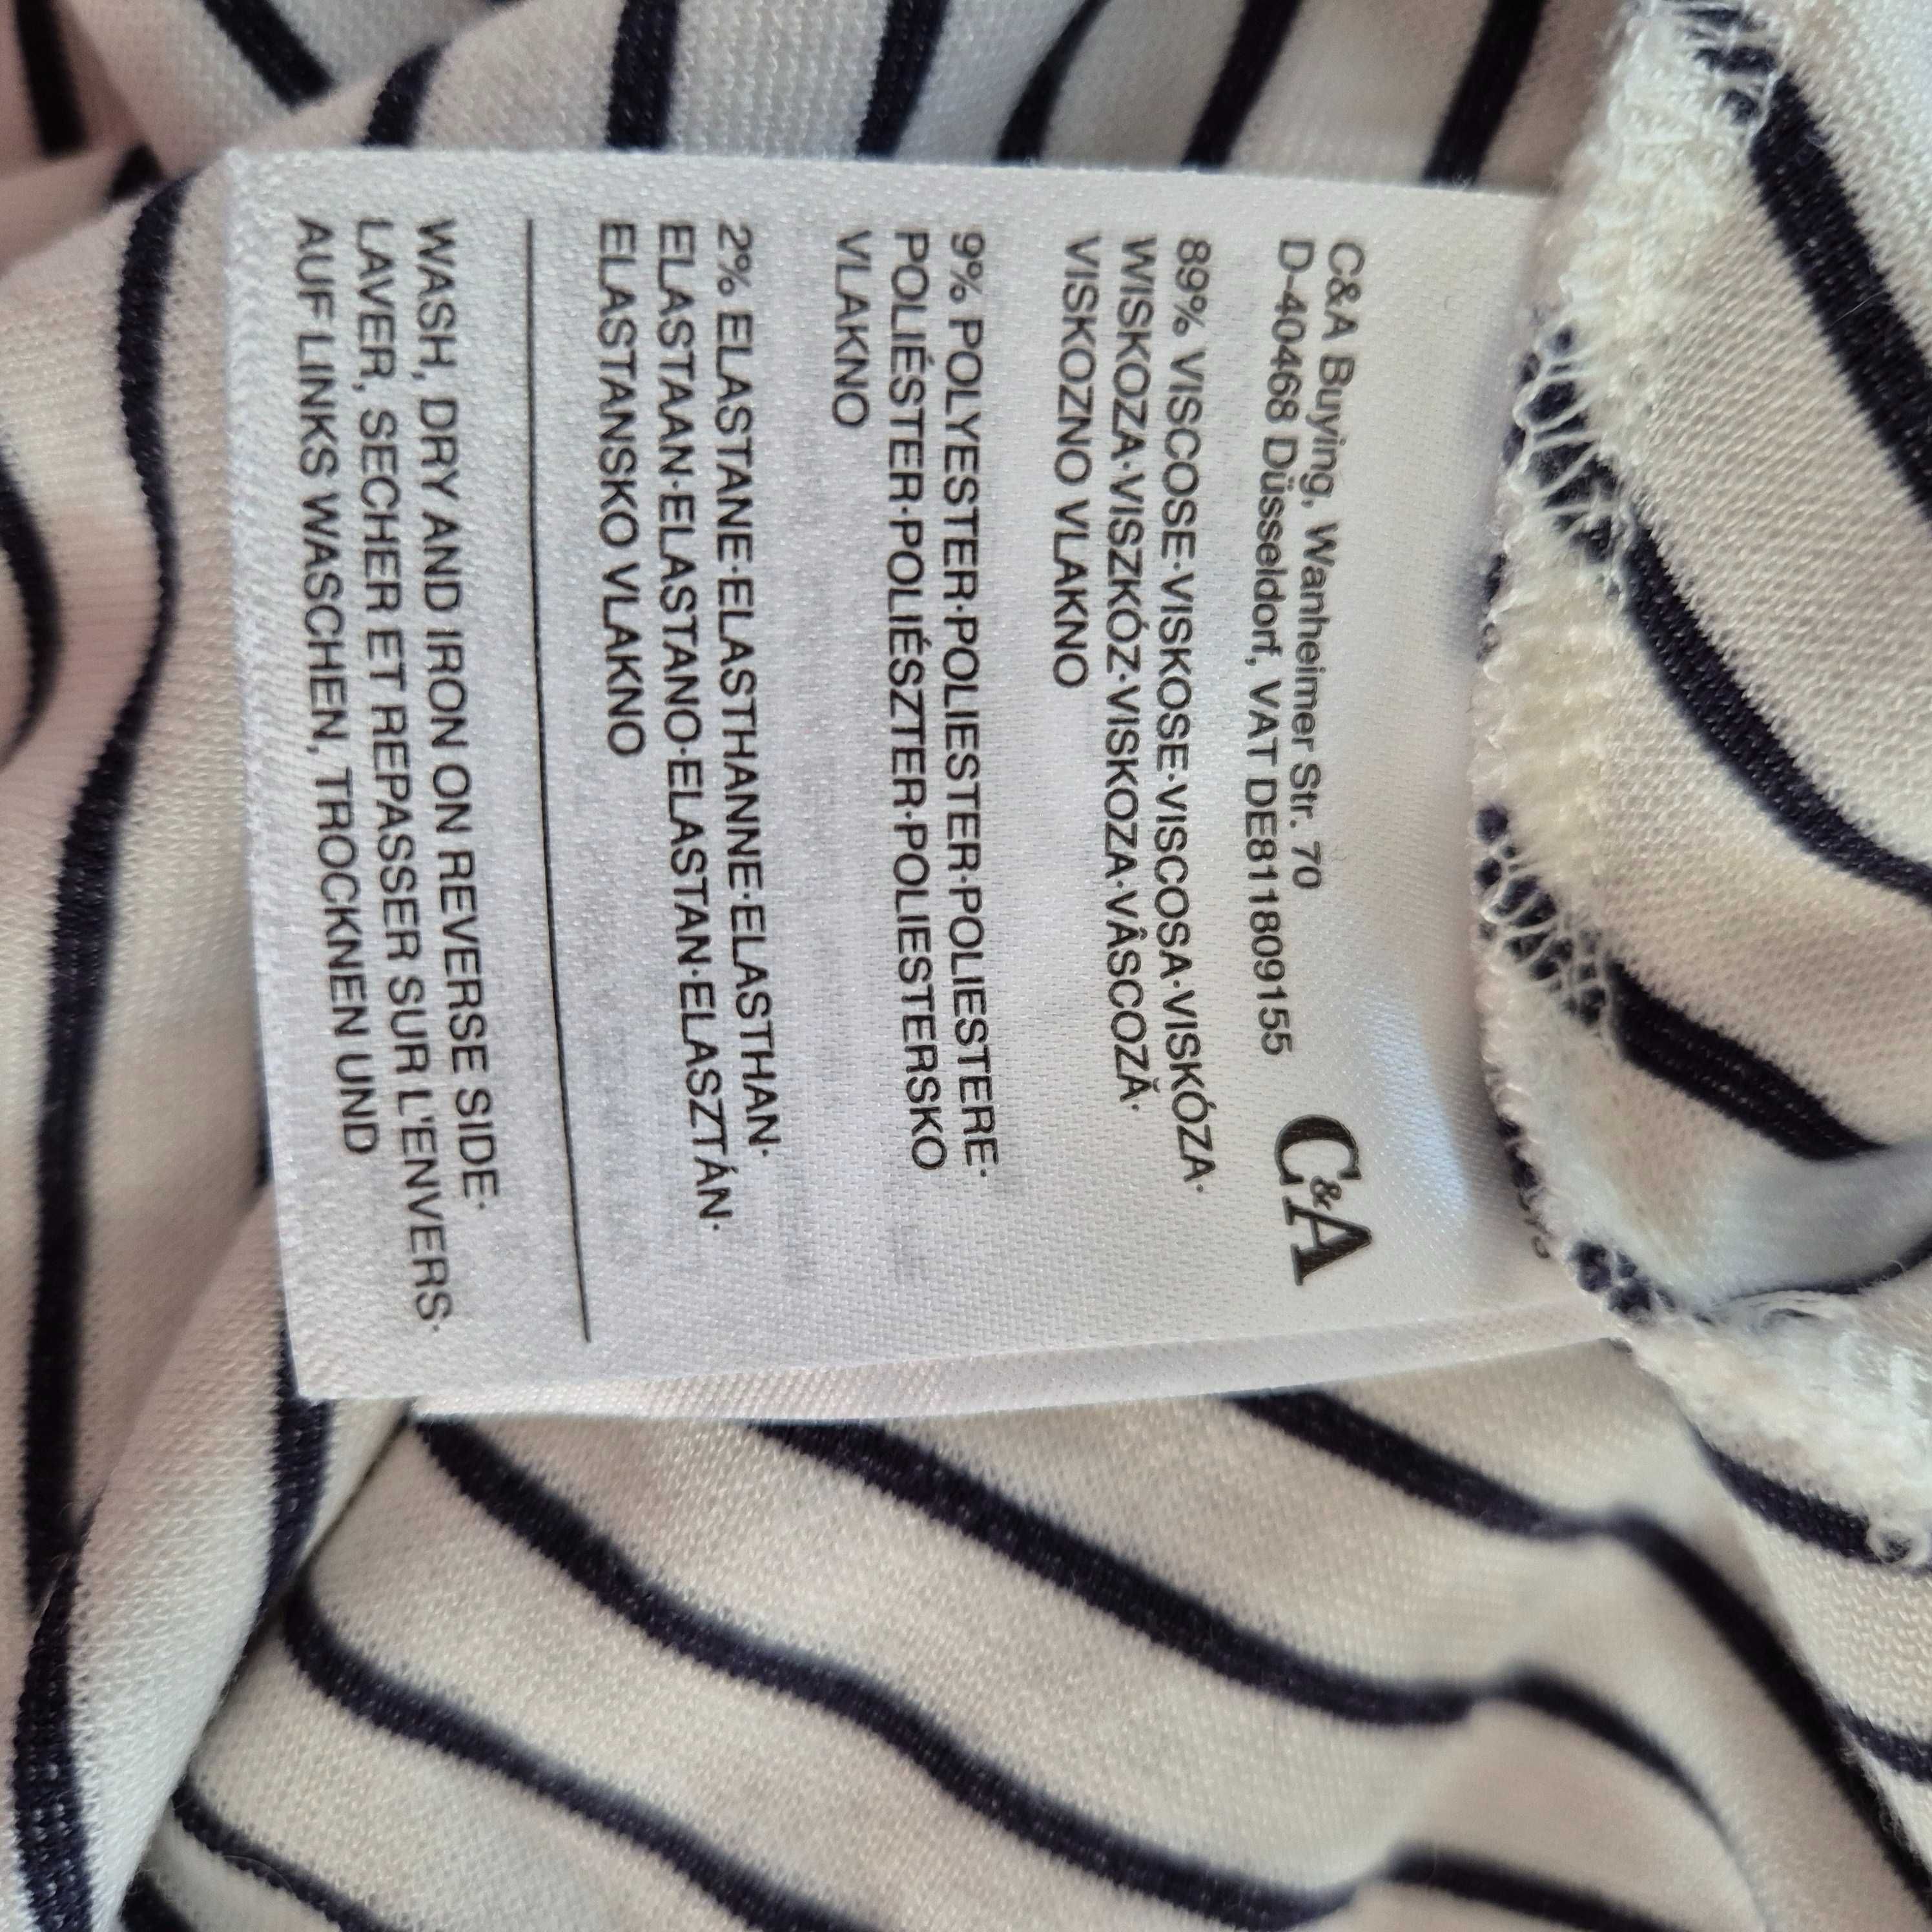 C&A Buying, Wanheimer Str. 70
D-40468 Düsseldorf, VAT DE811809155
C&A
89% VISCOSE·VISKOSE·VISCOSA·VISKÓZA·
WISKOZA·VISZKÓZ·VISKOZA·VÂSCOZĂ·
VISKOZNO VLAKNO
9% POLYESTER·POLIESTER·POLIESTERE·
POLIÉSTER·POLIÉSZTER·POLIESTERSKO
VLAKNO
2% ELASTANE·ELASTHANNE·ELASTHAN·
ELASTAAN·ELASTANO·ELASTAN·ELASZTÁN·
ELASTANSKO VLAKNO
WASH, DRY AND IRON ON REVERSE SIDE·
LAVER, SECHER ET REPASSER SUR L'ENVERS·
AUF LINKS WASCHEN, TROCKNEN UND